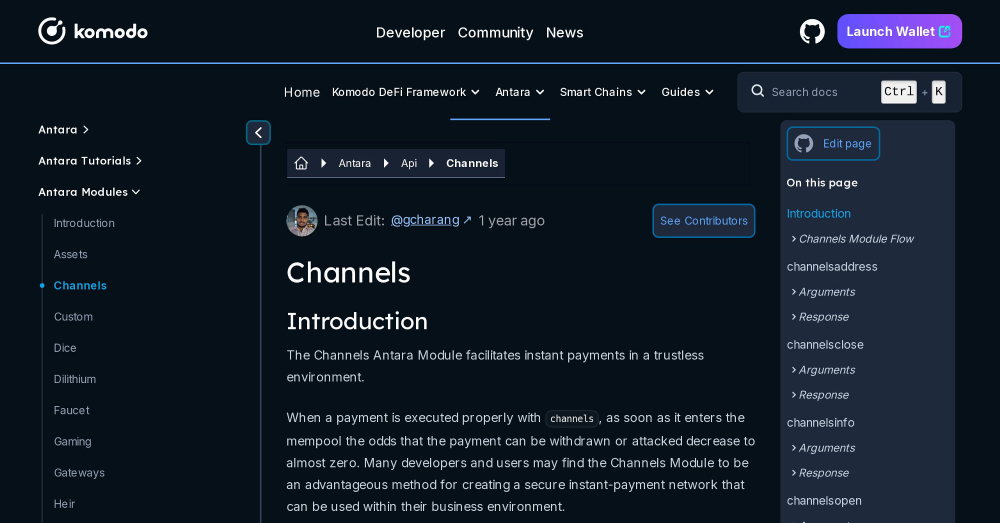 komodo
Developer Community News
Launch Wallet
Home Komodo DeFi Framework Antara Smart Chains Guides
Search docs Ctrl + K
Antara
Antara Tutorials
Antara Modules
Introduction
Assets
Channels
Custom
Dice
Dilithium
Faucet
Gaming
Gateways
Heir
Antara Api Channels
Last Edit: @gcharang ↗ 1 year ago
See Contributors
Channels
Introduction
The Channels Antara Module facilitates instant payments in a trustless
environment.
When a payment is executed properly with channels, as soon as it enters the
mempool the odds that the payment can be withdrawn or attacked decrease to
almost zero. Many developers and users may find the Channels Module to be
an advantageous method for creating a secure instant-payment network that
can be used within their business environment.
Edit page
On this page
Introduction
Channels Module Flow
channelsaddress
Arguments
Response
channelsclose
Arguments
Response
channelsinfo
Arguments
Response
channelsopen